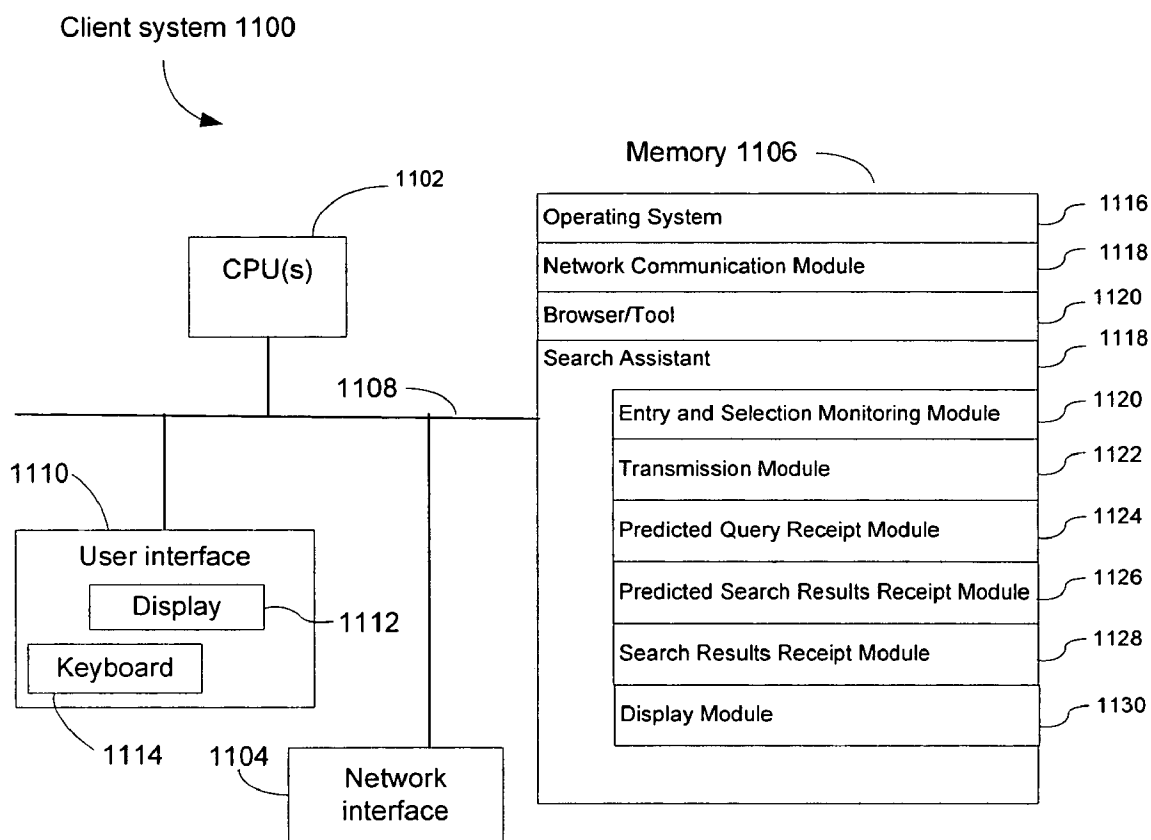 Client system 1100
Memory 1106
1102
CPU(s)
Operating System
1116
Network Communication Module
1118
Browser/Tool
1120
Search Assistant
1118
1108
Entry and Selection Monitoring Module
1120
Transmission Module
1122
Predicted Query Receipt Module
1124
Predicted Search Results Receipt Module
1126
Search Results Receipt Module
1128
Display Module
1130
1110
User interface
Display
1112
Keyboard
1114
1104
Network
interface